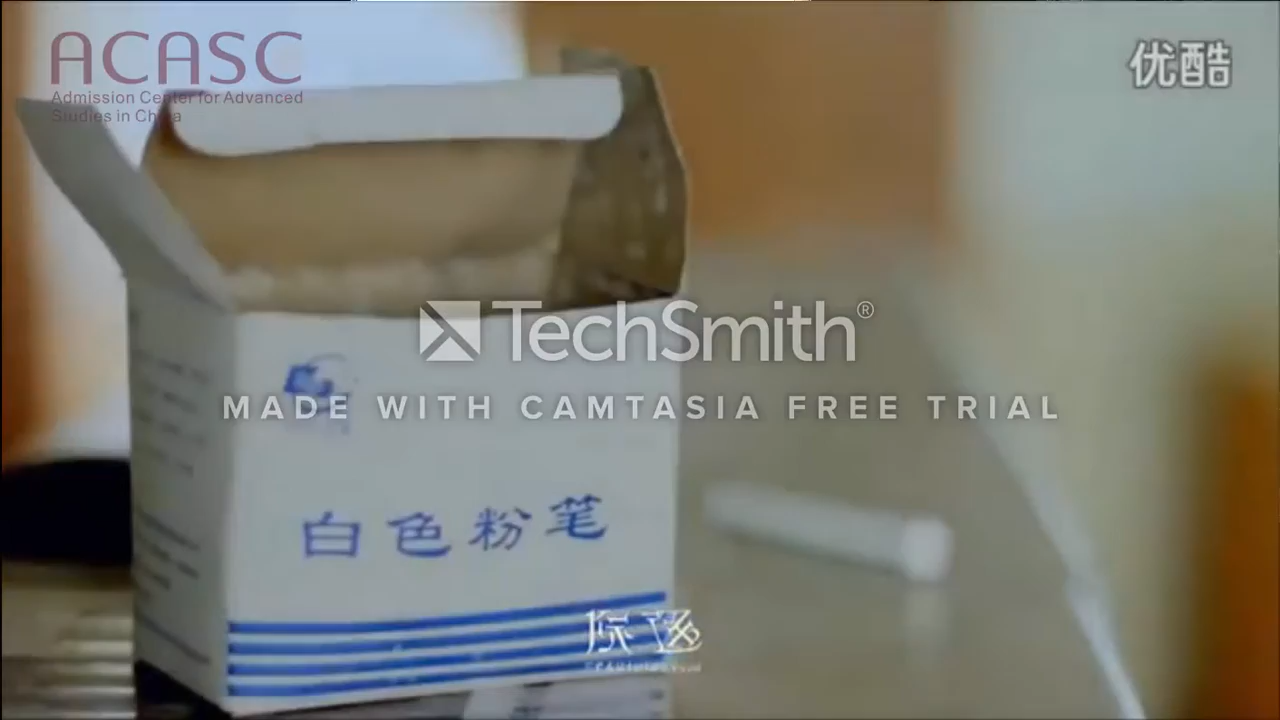 ACASC
Admission Center for Advanced
Studies in China
优酷
TechSmith®
MADE WITH CAMTASIA FREE TRIAL
白色粉笔